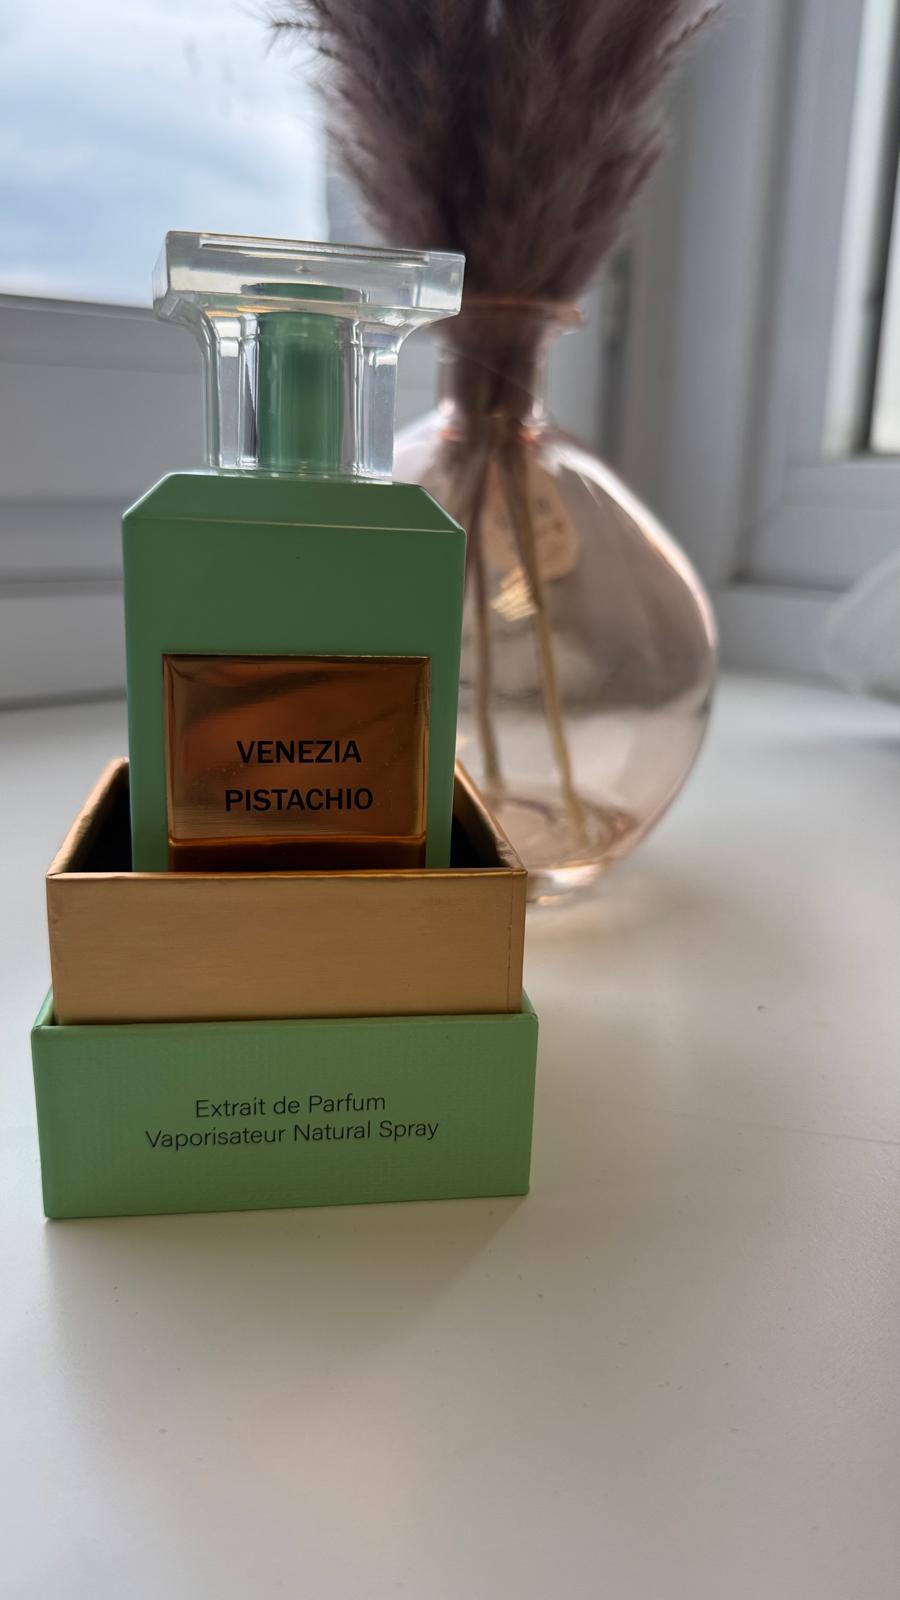 VENEZIA
PISTACHIO
Extrait de Parfum
Vaporisateur Natural Spray